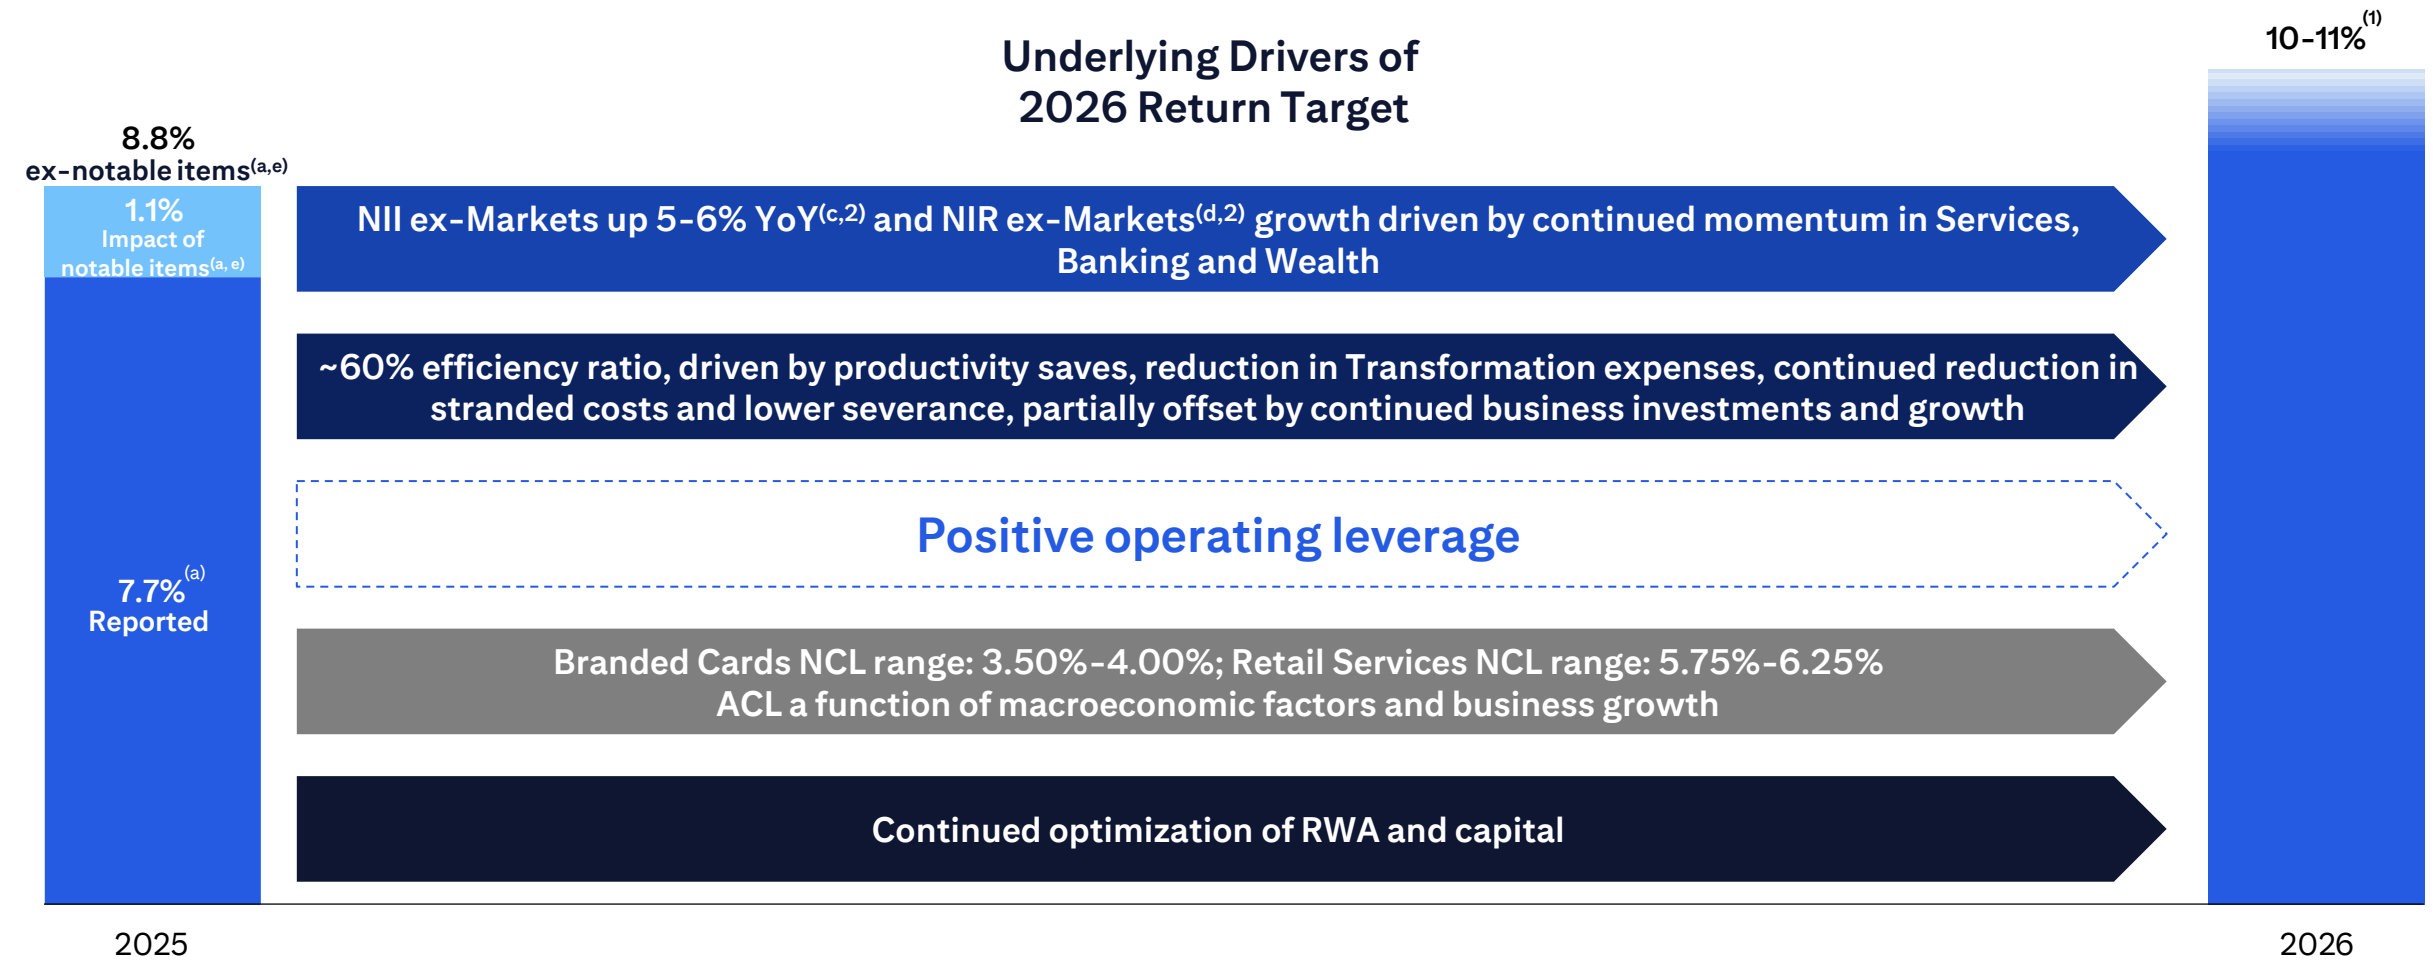 Underlying Drivers of
2026 Return Target
10-11%(1)
8.8%
ex-notable items(a,e)
1.1%
Impact of
notable items(a, e)
7.7%(a)
Reported
NII ex-Markets up 5-6% YoY(c,2) and NIR ex-Markets(d,2) growth driven by continued momentum in Services,
Banking and Wealth
~60% efficiency ratio, driven by productivity saves, reduction in Transformation expenses, continued reduction in
stranded costs and lower severance, partially offset by continued business investments and growth
Positive operating leverage
Branded Cards NCL range: 3.50%-4.00%; Retail Services NCL range: 5.75%-6.25%
ACL a function of macroeconomic factors and business growth
Continued optimization of RWA and capital
2025
2026